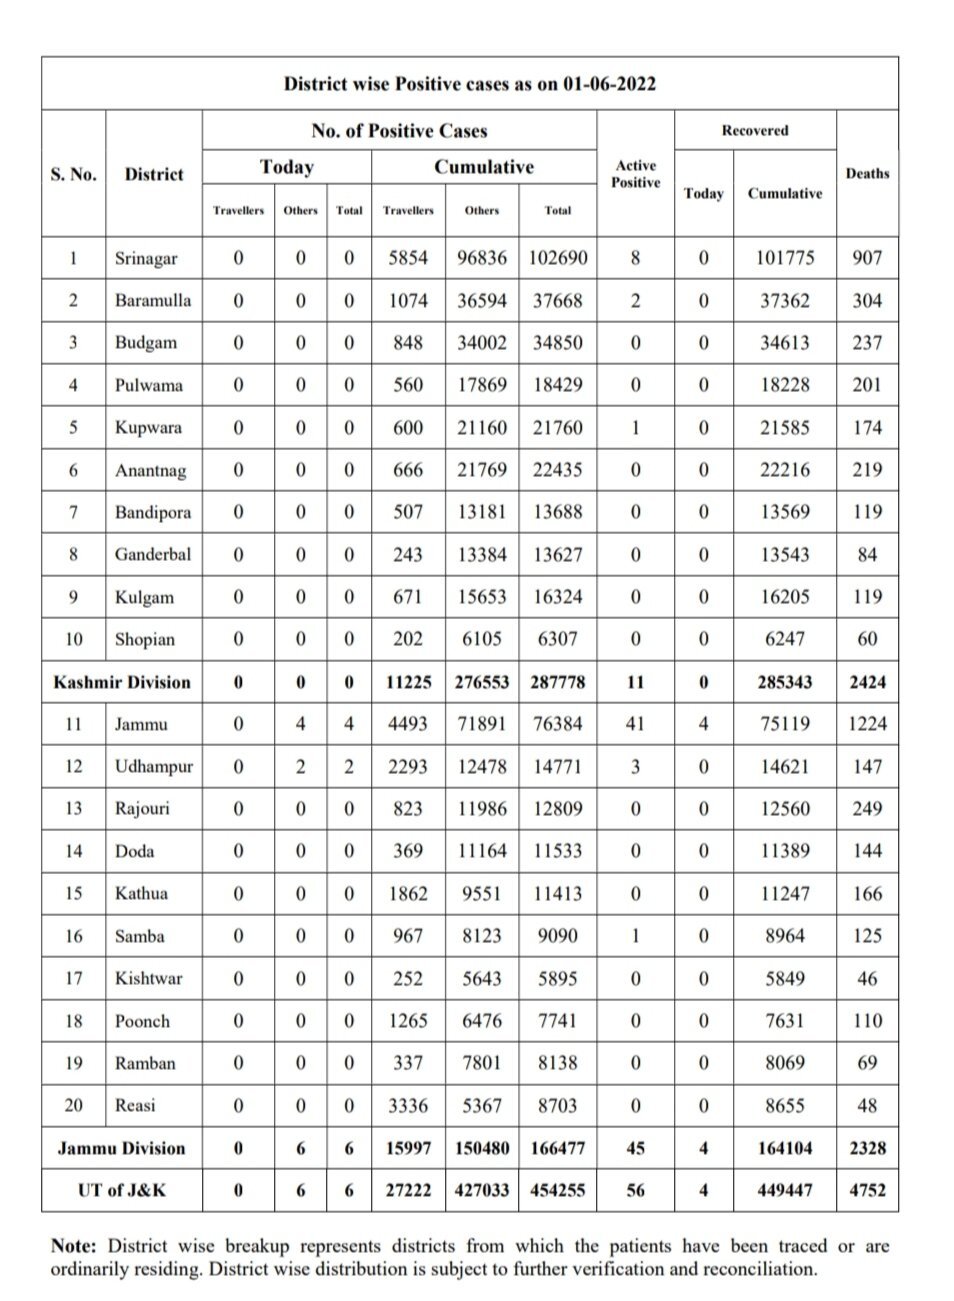 District wise Positive cases as on 01-06-2022
S. No. District No. of Positive Cases Active Positive Recovered Deaths
Today Cumulative Today Cumulative
Travellers Others Total Travellers Others Total
1 Srinagar 0 0 0 5854 96836 102690 8 0 101775 907
2 Baramulla 0 0 0 1074 36594 37668 2 0 37362 304
3 Budgam 0 0 0 848 34002 34850 0 0 34613 237
4 Pulwama 0 0 0 560 17869 18429 0 0 18228 201
5 Kupwara 0 0 0 600 21160 21760 1 0 21585 174
6 Anantnag 0 0 0 666 21769 22435 0 0 22216 219
7 Bandipora 0 0 0 507 13181 13688 0 0 13569 119
8 Ganderbal 0 0 0 243 13384 13627 0 0 13543 84
9 Kulgam 0 0 0 671 15653 16324 0 0 16205 119
10 Shopian 0 0 0 202 6105 6307 0 0 6247 60
Kashmir Division 0 0 0 11225 276553 287778 11 0 285343 2424
11 Jammu 0 4 4 4493 71891 76384 41 4 75119 1224
12 Udhampur 0 2 2 2293 12478 14771 3 0 14621 147
13 Rajouri 0 0 0 823 11986 12809 0 0 12560 249
14 Doda 0 0 0 369 11164 11533 0 0 11389 144
15 Kathua 0 0 0 1862 9551 11413 0 0 11247 166
16 Samba 0 0 0 967 8123 9090 1 0 8964 125
17 Kishtwar 0 0 0 252 5643 5895 0 0 5849 46
18 Poonch 0 0 0 1265 6476 7741 0 0 7631 110
19 Ramban 0 0 0 337 7801 8138 0 0 8069 69
20 Reasi 0 0 0 3336 5367 8703 0 0 8655 48
Jammu Division 0 6 6 15997 150480 166477 45 4 164104 2328
UT of J&K 0 6 6 27222 427033 454255 56 4 449447 4752
Note: District wise breakup represents districts from which the patients have been traced or are
ordinarily residing. District wise distribution is subject to further verification and reconciliation.